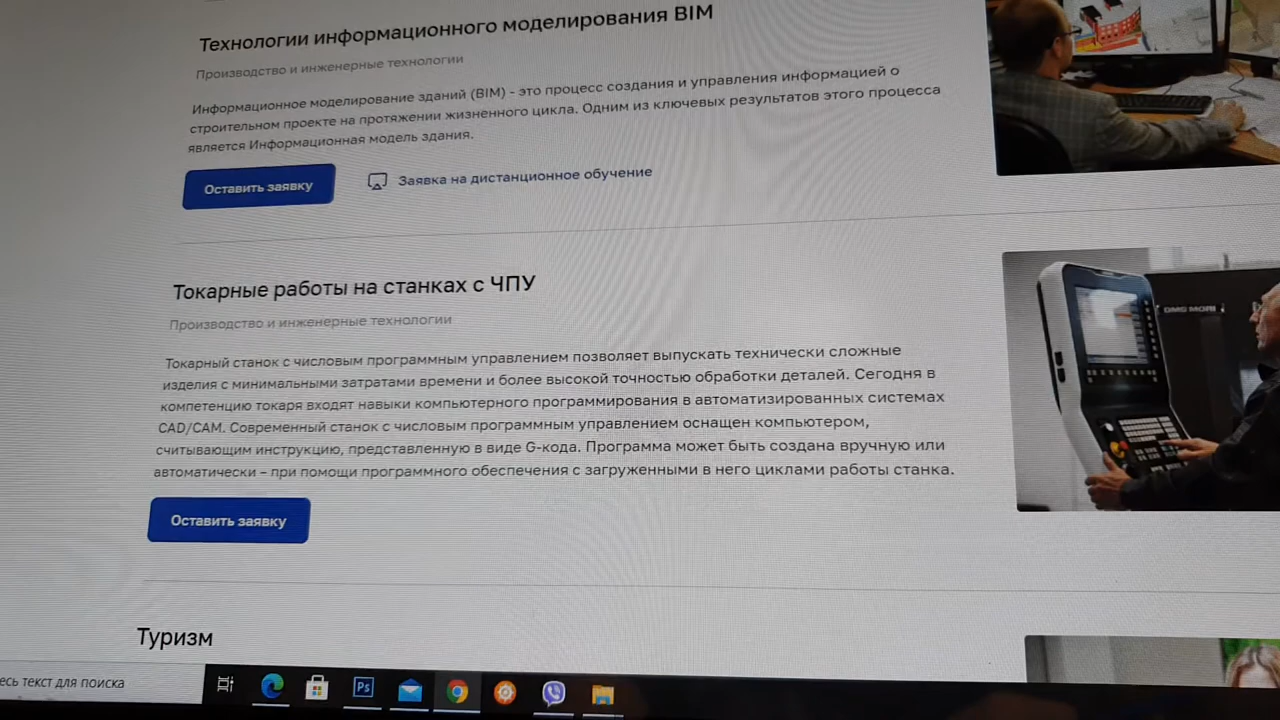 Технологии информационного моделирования BIM
Производство и инженерные технологии
Информационное моделирование зданий (BIM) - это процесс создания и управления информацией о
строительном проекте на протяжении жизненного цикла. Одним из ключевых результатов этого процесса
является Информационная модель здания.
Оставить заявку
Заявка на дистанционное обучение
Токарные работы на станках с ЧПУ
Производство и инженерные технологии
DMG MORI
Токарный станок с числовым программным управлением позволяет выпускать технически сложные
изделия с минимальными затратами времени и более высокой точностью обработки деталей. Сегодня в
компетенцию токаря входят навыки компьютерного программирования в автоматизированных системах
CAD/CAM. Современный станок с числовым программным управлением оснащен компьютером,
считывающим инструкцию, представленную в виде G-кода. Программа может быть создана вручную или
автоматически – при помощи программного обеспечения с загруженными в него циклами работы станка.
Оставить заявку
Туризм
есь текст для поиска
Ps